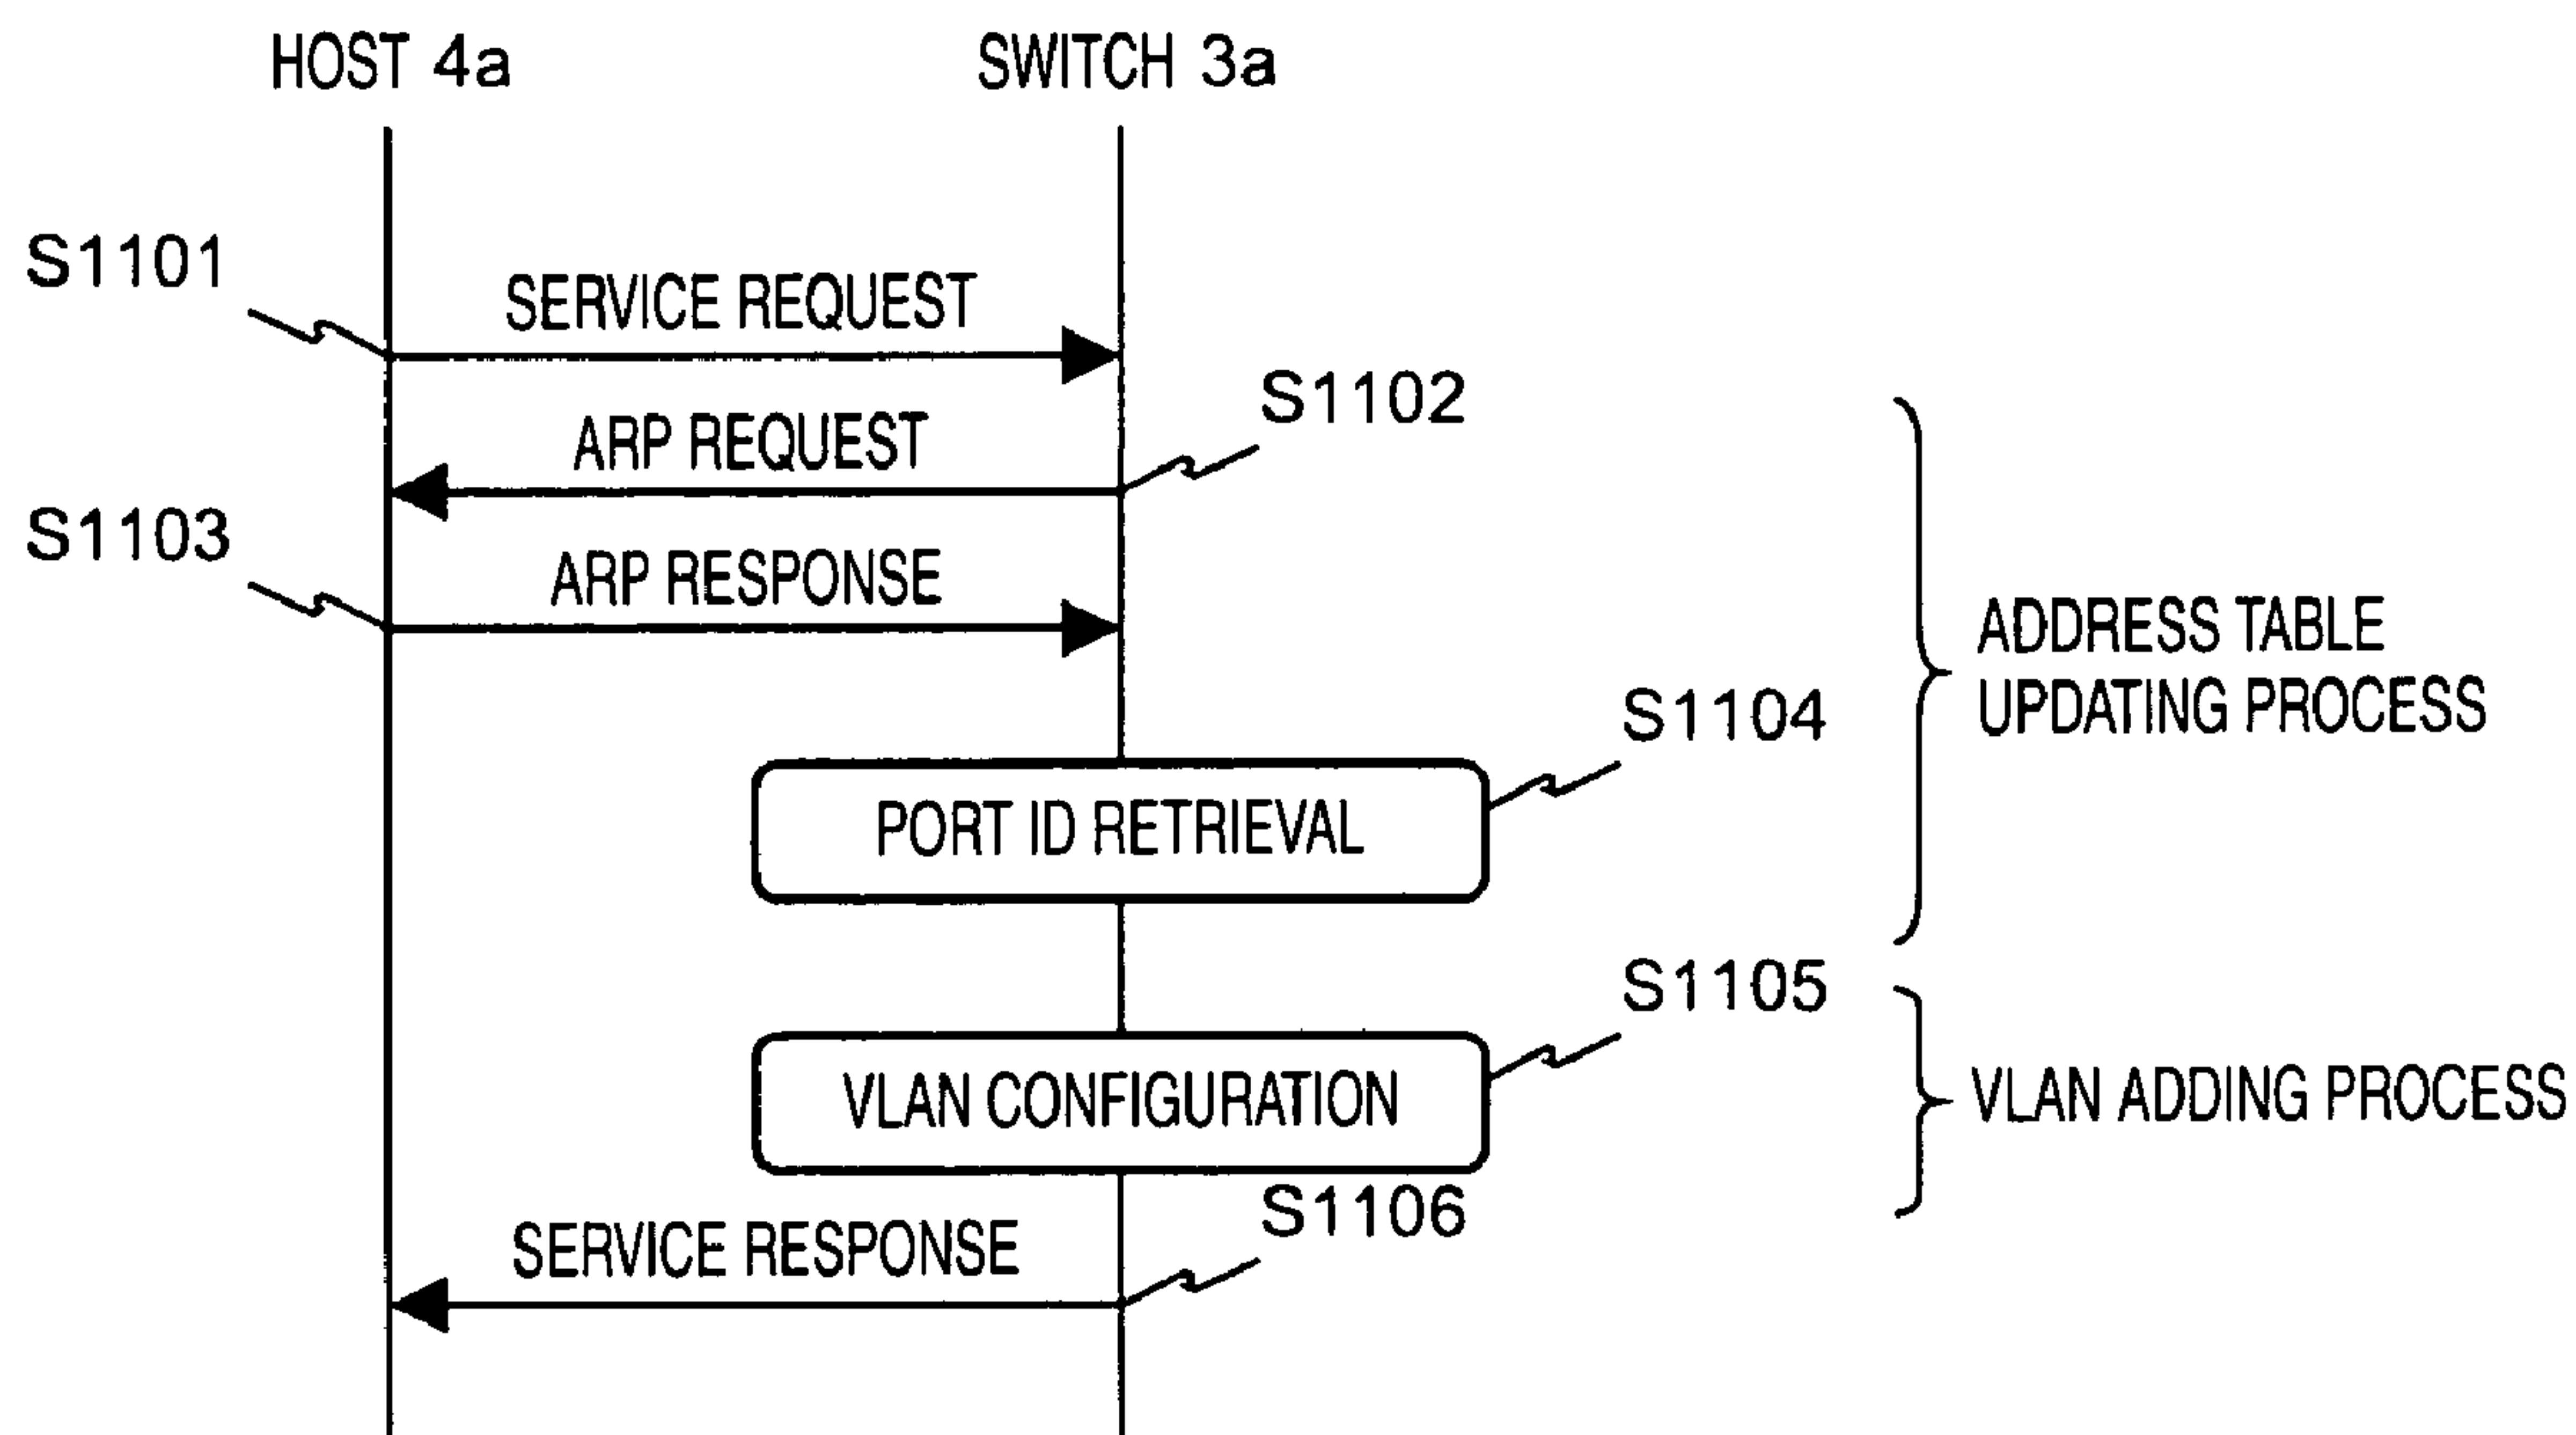 HOST 4a
SWITCH 3a
S1101
SERVICE REQUEST
S1102
ARP REQUEST
S1103
ARP RESPONSE
ADDRESS TABLE
UPDATING PROCESS
S1104
PORT ID RETRIEVAL
S1105
VLAN CONFIGURATION
VLAN ADDING PROCESS
S1106
SERVICE RESPONSE